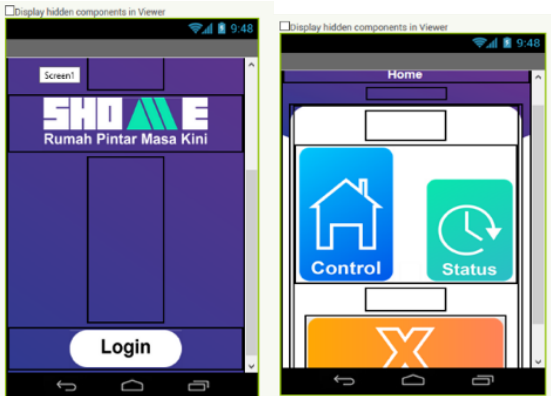 Display hidden components in Viewer
9:48
Screen1
SHOME
Rumah Pintar Masa Kini
Login
Display hidden components in Viewer
9:48
Home
Control
Status
X